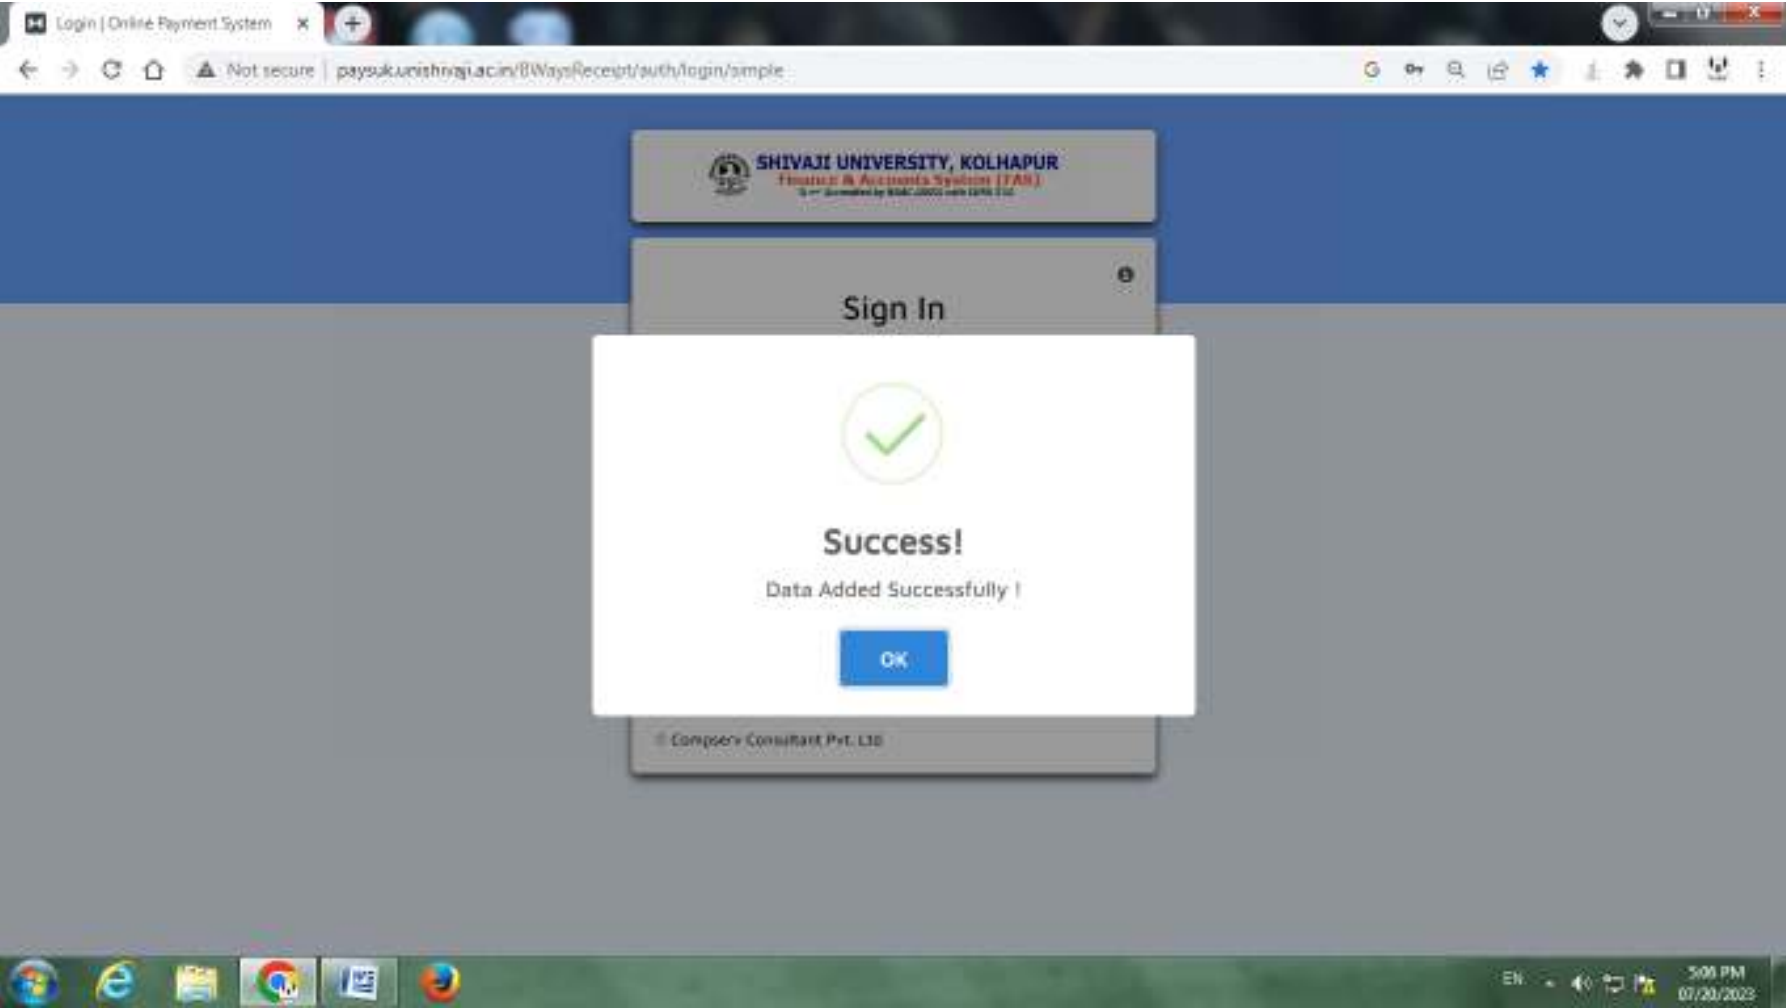 Login | Online Payment System
Not secure | paysuk.unishivaji.ac.in/BWaysReceipt/auth/login/simple
SHIVAJI UNIVERSITY, KOLHAPUR
Finance & Accounts System (FAS)
Sign In
Success!
Data Added Successfully !
OK
© Compserv Consultant Pvt. Ltd
EN
5:06 PM
07/20/2023